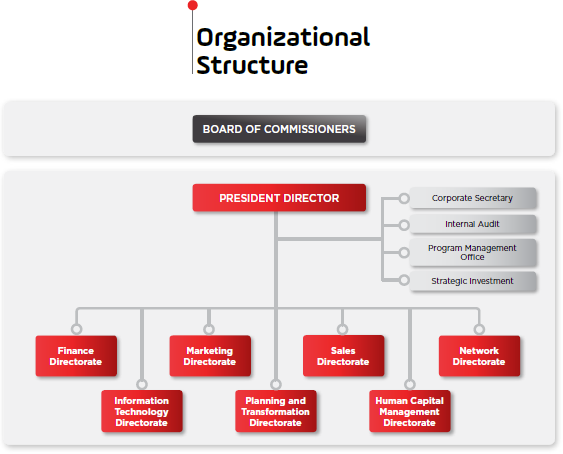 Organizational
Structure
BOARD OF COMMISSIONERS
PRESIDENT DIRECTOR
Corporate Secretary
Internal Audit
Program Management
Office
Strategic Investment
Finance
Directorate
Marketing
Directorate
Sales
Directorate
Network
Directorate
Information
Technology
Directorate
Planning and
Transformation
Directorate
Human Capital
Management
Directorate